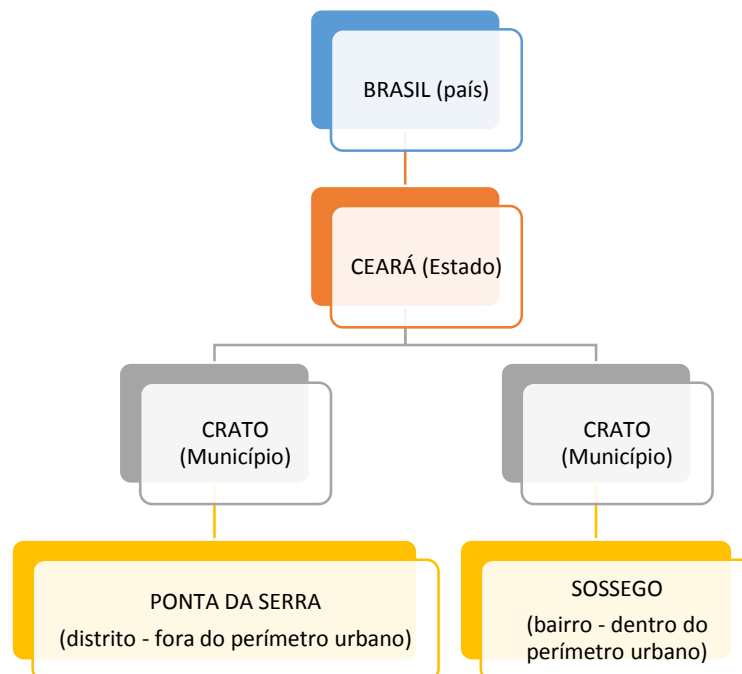 BRASIL (país)
CEARÁ (Estado)
CRATO
(Município)
CRATO
(Município)
PONTA DA SERRA
(distrito - fora do perímetro urbano)
SOSSEGO
(bairro - dentro do
perímetro urbano)